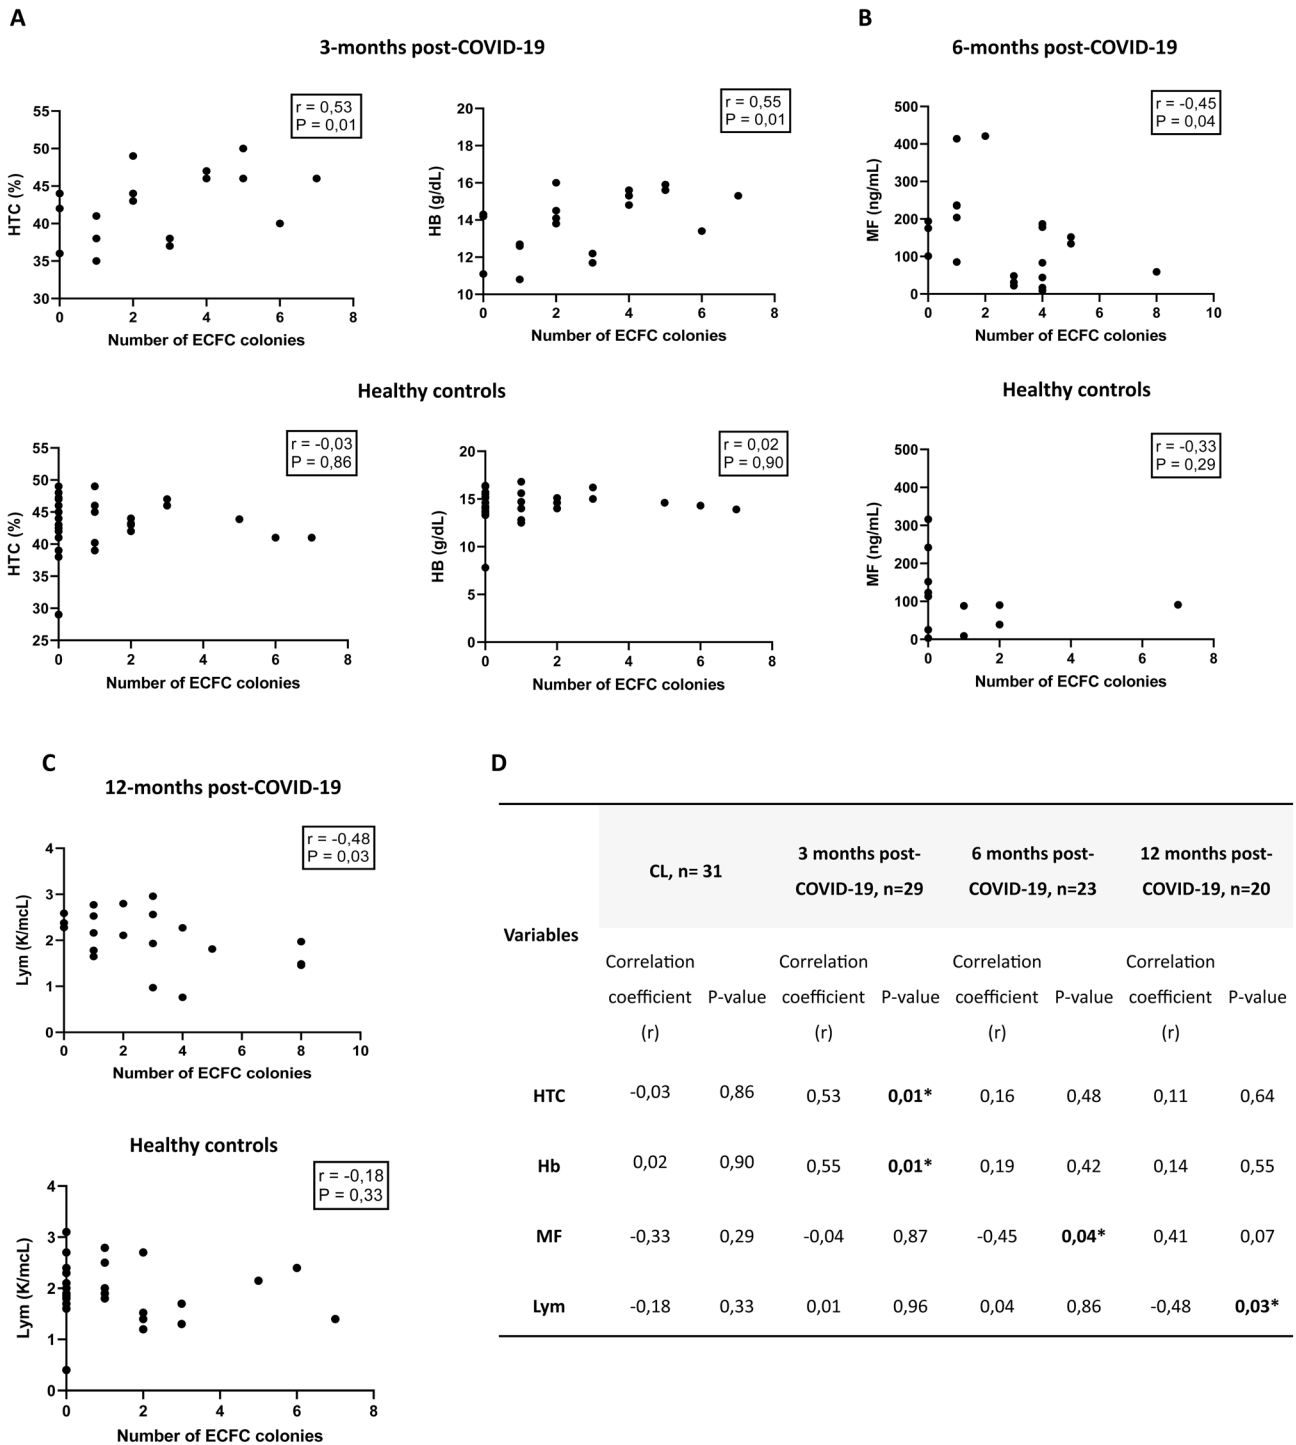 A
3-months post-COVID-19
55
50
45
40
35
30
HTC (%)
r = 0,53
P = 0,01
0 2 4 6 8
Number of ECFC colonies
20
18
16
14
12
10
HB (g/dL)
r = 0,55
P = 0,01
0 2 4 6 8
Number of ECFC colonies
B
6-months post-COVID-19
500
400
300
200
100
0
MF (ng/mL)
r = -0,45
P = 0,04
0 2 4 6 8 10
Number of ECFC colonies
Healthy controls
55
50
45
40
35
30
25
HTC (%)
r = -0,03
P = 0,86
0 2 4 6 8
Number of ECFC colonies
20
15
10
5
0
HB (g/dL)
r = 0,02
P = 0,90
0 2 4 6 8
Number of ECFC colonies
Healthy controls
500
400
300
200
100
0
MF (ng/mL)
r = -0,33
P = 0,29
0 2 4 6 8
Number of ECFC colonies
C
12-months post-COVID-19
4
3
2
1
0
Lym (K/mcL)
r = -0,48
P = 0,03
0 2 4 6 8 10
Number of ECFC colonies
Healthy controls
4
3
2
1
0
Lym (K/mcL)
r = -0,18
P = 0,33
0 2 4 6 8
Number of ECFC colonies
D
Variables
CL, n= 31
3 months post-
COVID-19, n=29
6 months post-
COVID-19, n=23
12 months post-
COVID-19, n=20
Correlation Correlation Correlation Correlation
coefficient P-value coefficient P-value coefficient P-value coefficient P-value
(r) (r) (r) (r)
HTC -0,03 0,86 0,53 0,01* 0,16 0,48 0,11 0,64
Hb 0,02 0,90 0,55 0,01* 0,19 0,42 0,14 0,55
MF -0,33 0,29 -0,04 0,87 -0,45 0,04* 0,41 0,07
Lym -0,18 0,33 0,01 0,96 0,04 0,86 -0,48 0,03*